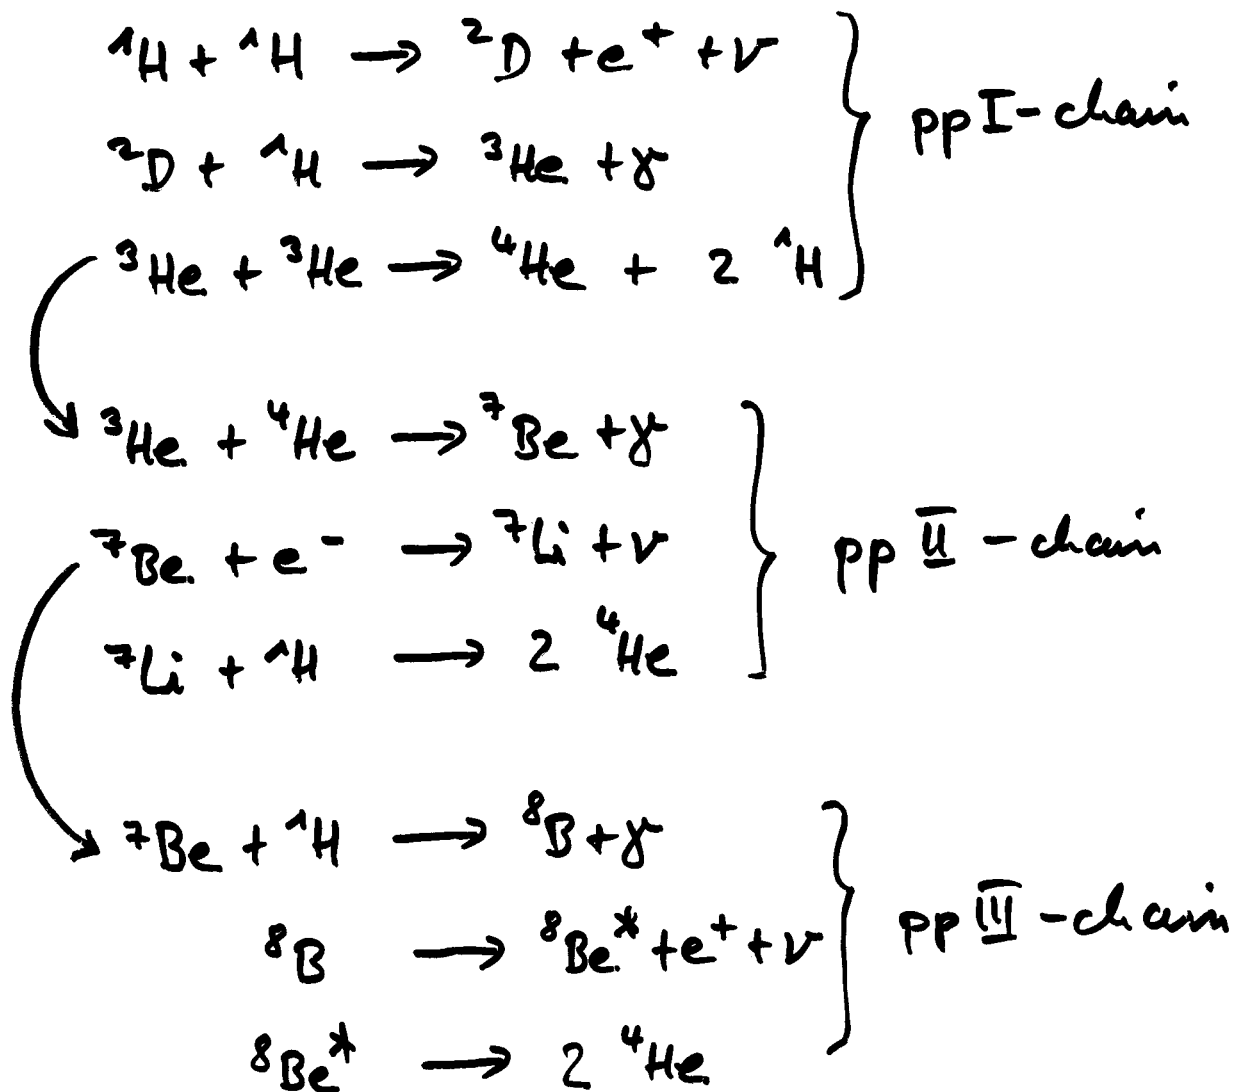 ¹H + ¹H → ²D + e⁺ + ν
²D + ¹H → ³He + γ
³He + ³He → ⁴He + 2 ¹H
pp I - chain
³He + ⁴He → ⁷Be + γ
⁷Be + e⁻ → ⁷Li + ν
⁷Li + ¹H → 2 ⁴He
pp II - chain
⁷Be + ¹H → ⁸B + γ
⁸B → ⁸Be* + e⁺ + ν
⁸Be* → 2 ⁴He
pp III - chain